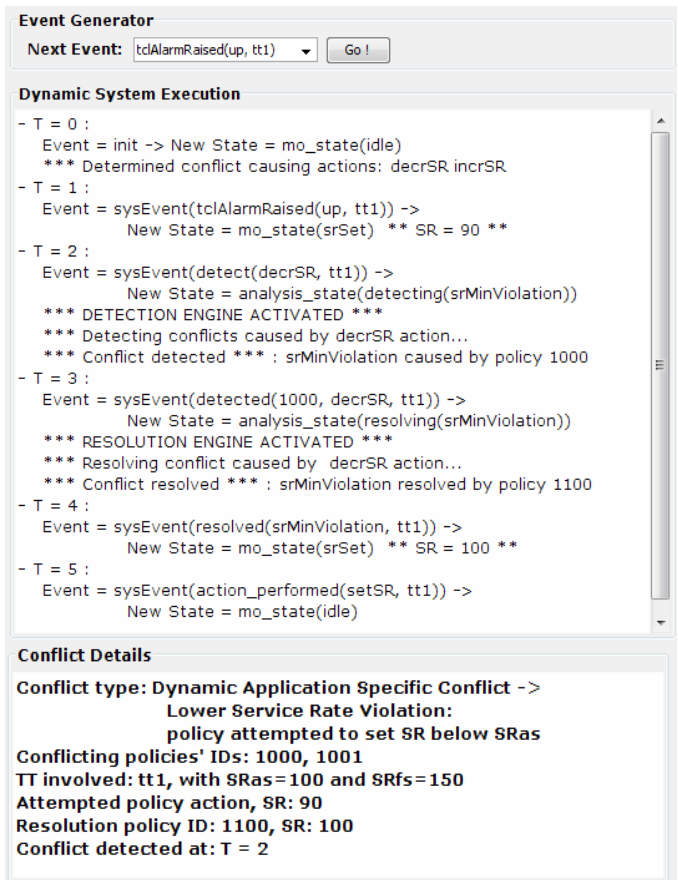 Event Generator
Next Event: tclAlarmRaised(up, tt1) Go !
Dynamic System Execution
- T = 0 :
Event = init -> New State = mo_state(idle)
*** Determined conflict causing actions: decrSR incrSR
- T = 1 :
Event = sysEvent(tclAlarmRaised(up, tt1)) ->
New State = mo_state(srSet) ** SR = 90 **
- T = 2 :
Event = sysEvent(detect(decrSR, tt1)) ->
New State = analysis_state(detecting(srMinViolation))
*** DETECTION ENGINE ACTIVATED ***
*** Detecting conflicts caused by decrSR action...
*** Conflict detected *** : srMinViolation caused by policy 1000
- T = 3 :
Event = sysEvent(detected(1000, decrSR, tt1)) ->
New State = analysis_state(resolving(srMinViolation))
*** RESOLUTION ENGINE ACTIVATED ***
*** Resolving conflict caused by decrSR action...
*** Conflict resolved *** : srMinViolation resolved by policy 1100
- T = 4 :
Event = sysEvent(resolved(srMinViolation, tt1)) ->
New State = mo_state(srSet) ** SR = 100 **
- T = 5 :
Event = sysEvent(action_performed(setSR, tt1)) ->
New State = mo_state(idle)
Conflict Details
Conflict type: Dynamic Application Specific Conflict ->
Lower Service Rate Violation:
policy attempted to set SR below SRas
Conflicting policies' IDs: 1000, 1001
TT involved: tt1, with SRas=100 and SRfs=150
Attempted policy action, SR: 90
Resolution policy ID: 1100, SR: 100
Conflict detected at: T = 2